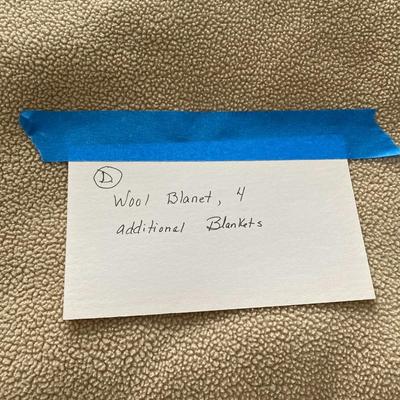 D
Wool Blanet, 4
additional Blankets